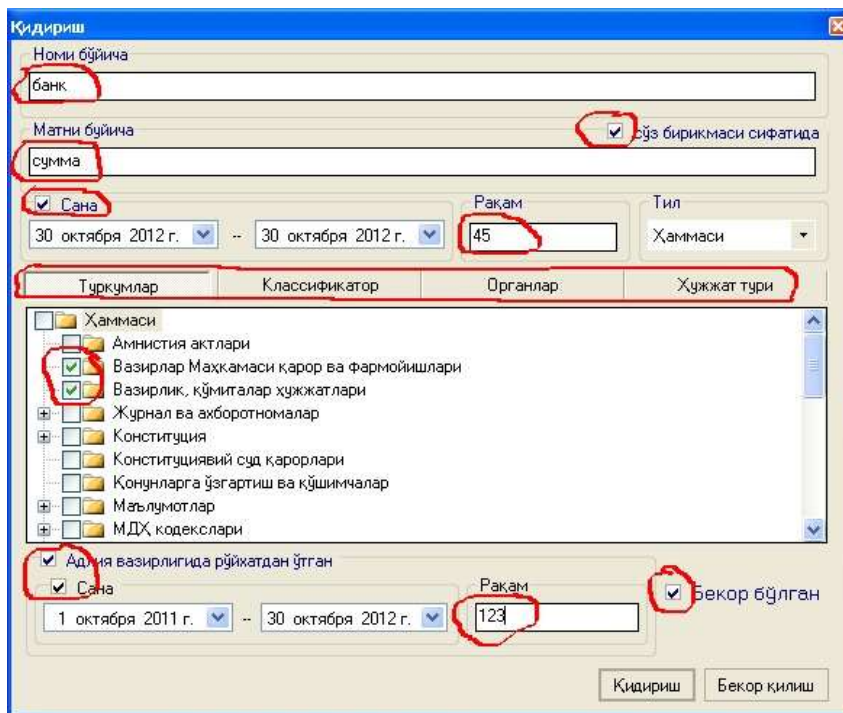 Қидириш
Номи бўйича
банк
Матни буйича
сўз бирикмаси сифатида
сумма
Сана
Рақам
Тил
30 октября 2012 г. -- 30 октября 2012 г.
45
Ҳаммаси
Туркумлар
Классификатор
Органлар
Ҳужжат тури
Ҳаммаси
Амнистия актлари
Вазирлар Маҳкамаси қарор ва фармойишлари
Вазирлик, қўмиталар ҳужжатлари
Журнал ва ахборотномалар
Конституция
Конституциявий суд қарорлари
Қонунларга ўзгартиш ва қўшимчалар
Маълумотлар
МДҲ кодекслари
Адлия вазирлигида рўйхатдан ўтган
Сана
Рақам
1 октября 2011 г. -- 30 октября 2012 г.
123
Бекор бўлган
Қидириш
Бекор қилиш